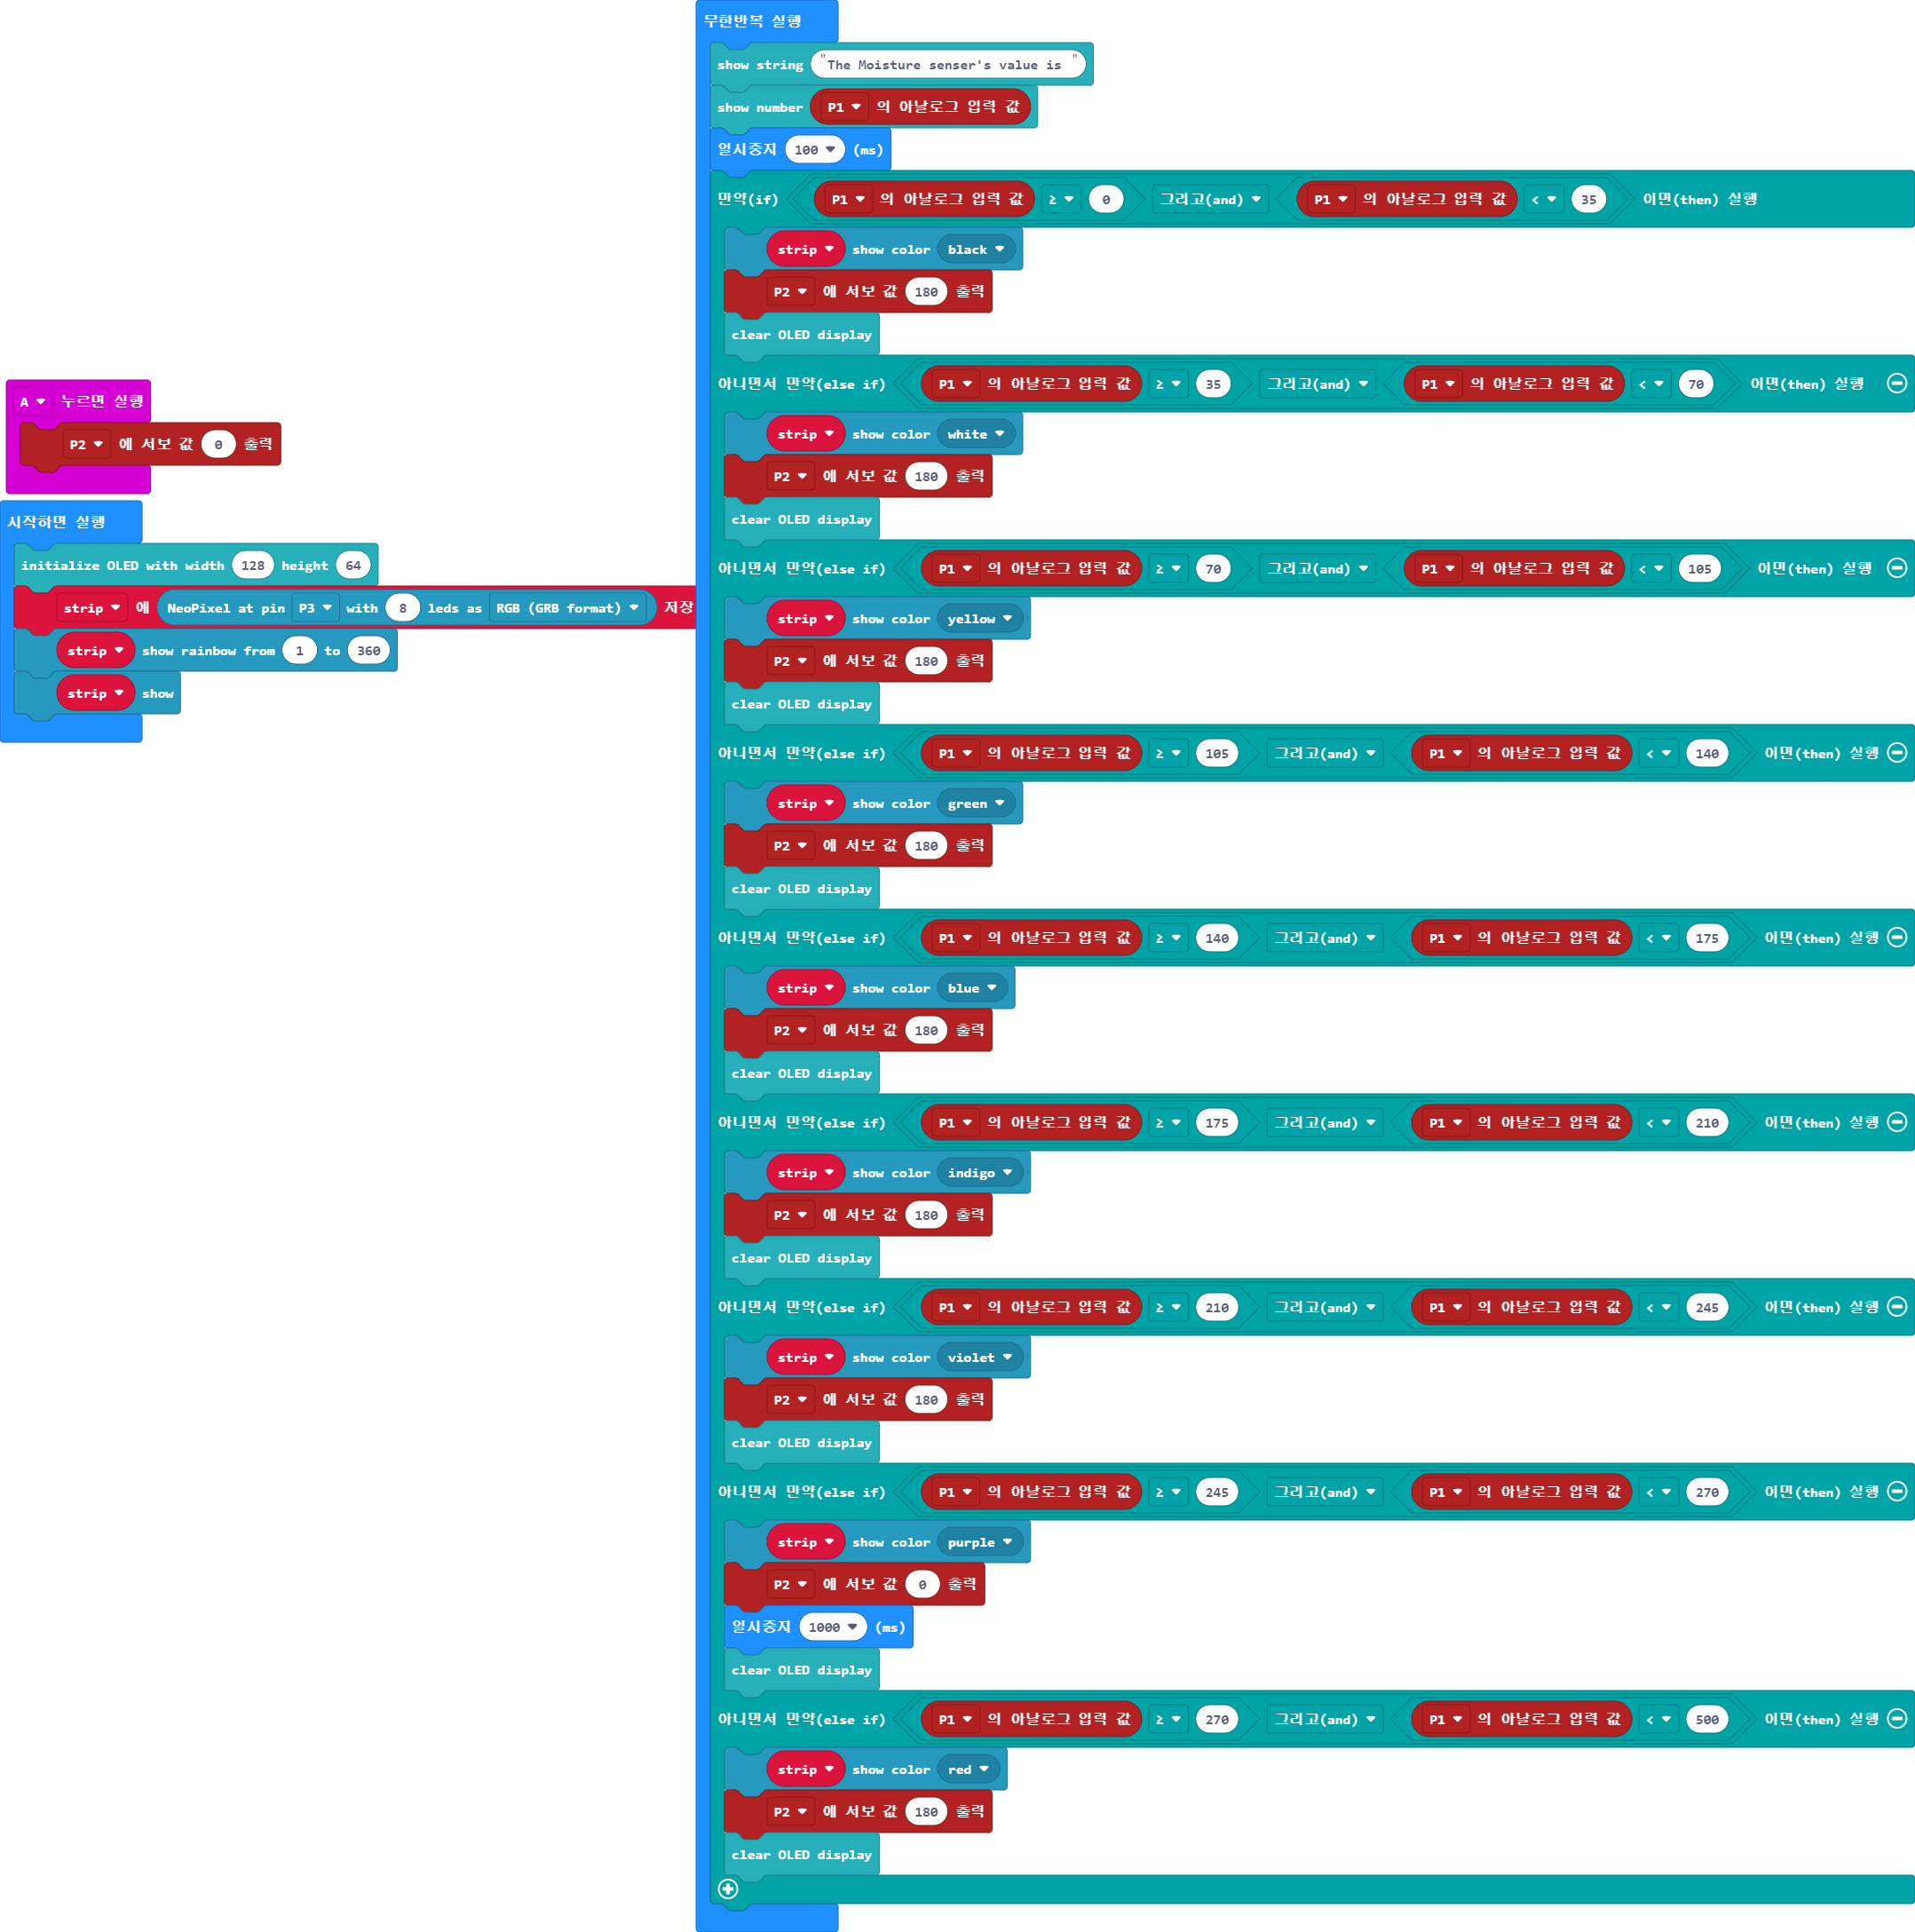 A 누르면 실행
P2 에 서보 값 0 출력
시작하면 실행
initialize OLED with width 128 height 64
strip 에 NeoPixel at pin P3 with 8 leds as RGB (GRB format) 저장
strip show rainbow from 1 to 360
strip show
무한반복 실행
show string "The Moisture senser's value is "
show number P1 의 아날로그 입력 값
일시중지 100 (ms)
만약(if) P1 의 아날로그 입력 값 ≥ 0 그리고(and) P1 의 아날로그 입력 값 < 35 이면(then) 실행
strip show color black
P2 에 서보 값 180 출력
clear OLED display
아니면서 만약(else if) P1 의 아날로그 입력 값 ≥ 35 그리고(and) P1 의 아날로그 입력 값 < 70 이면(then) 실행
strip show color white
P2 에 서보 값 180 출력
clear OLED display
아니면서 만약(else if) P1 의 아날로그 입력 값 ≥ 70 그리고(and) P1 의 아날로그 입력 값 < 105 이면(then) 실행
strip show color yellow
P2 에 서보 값 180 출력
clear OLED display
아니면서 만약(else if) P1 의 아날로그 입력 값 ≥ 105 그리고(and) P1 의 아날로그 입력 값 < 140 이면(then) 실행
strip show color green
P2 에 서보 값 180 출력
clear OLED display
아니면서 만약(else if) P1 의 아날로그 입력 값 ≥ 140 그리고(and) P1 의 아날로그 입력 값 < 175 이면(then) 실행
strip show color blue
P2 에 서보 값 180 출력
clear OLED display
아니면서 만약(else if) P1 의 아날로그 입력 값 ≥ 175 그리고(and) P1 의 아날로그 입력 값 < 210 이면(then) 실행
strip show color indigo
P2 에 서보 값 180 출력
clear OLED display
아니면서 만약(else if) P1 의 아날로그 입력 값 ≥ 210 그리고(and) P1 의 아날로그 입력 값 < 245 이면(then) 실행
strip show color violet
P2 에 서보 값 180 출력
clear OLED display
아니면서 만약(else if) P1 의 아날로그 입력 값 ≥ 245 그리고(and) P1 의 아날로그 입력 값 < 270 이면(then) 실행
strip show color purple
P2 에 서보 값 0 출력
일시중지 1000 (ms)
clear OLED display
아니면서 만약(else if) P1 의 아날로그 입력 값 ≥ 270 그리고(and) P1 의 아날로그 입력 값 < 500 이면(then) 실행
strip show color red
P2 에 서보 값 180 출력
clear OLED display